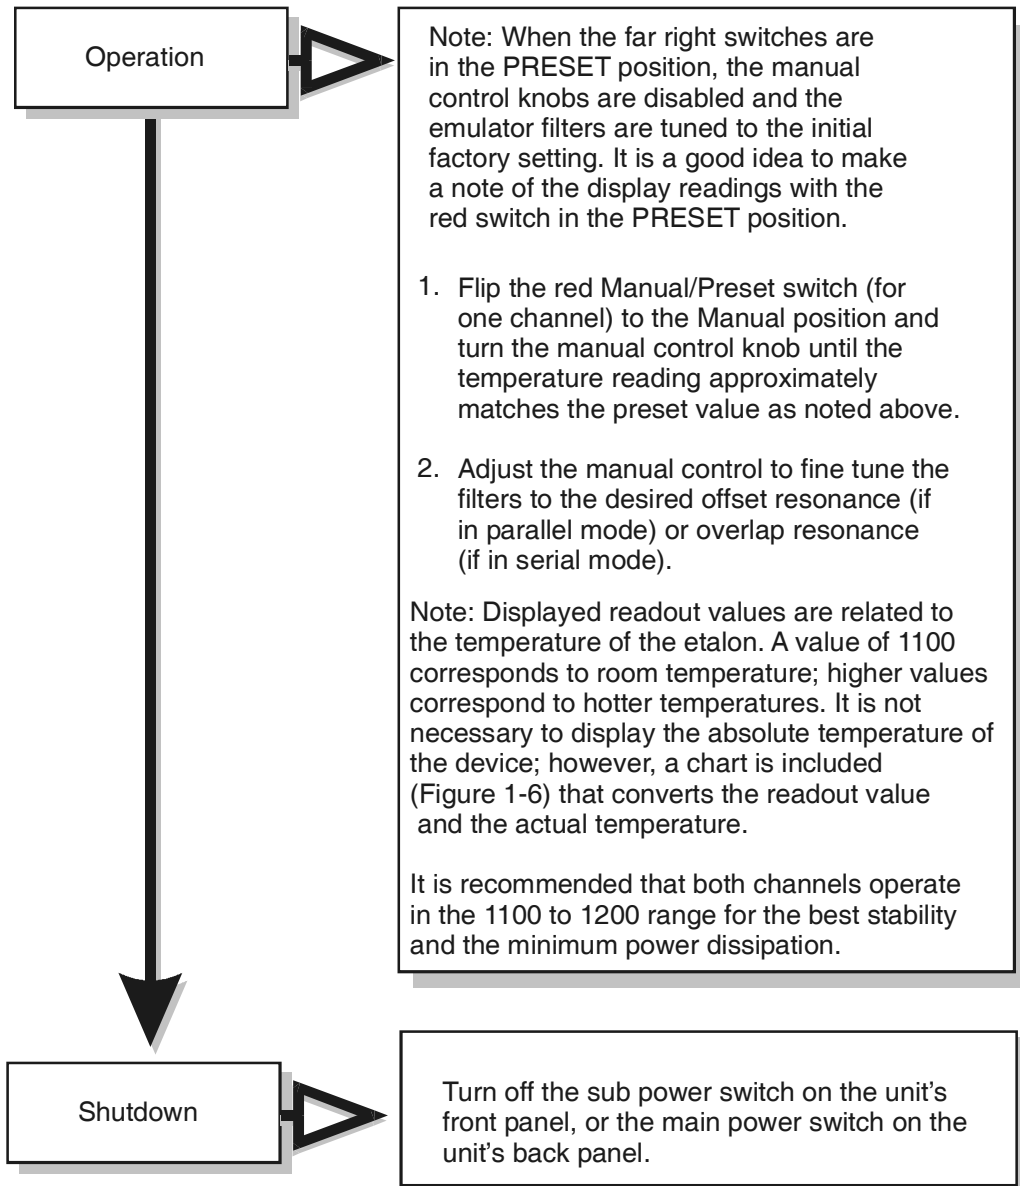 Operation
Note: When the far right switches are
in the PRESET position, the manual
control knobs are disabled and the
emulator filters are tuned to the initial
factory setting. It is a good idea to make
a note of the display readings with the
red switch in the PRESET position.
1. Flip the red Manual/Preset switch (for
one channel) to the Manual position and
turn the manual control knob until the
temperature reading approximately
matches the preset value as noted above.
2. Adjust the manual control to fine tune the
filters to the desired offset resonance (if
in parallel mode) or overlap resonance
(if in serial mode).
Note: Displayed readout values are related to
the temperature of the etalon. A value of 1100
corresponds to room temperature; higher values
correspond to hotter temperatures. It is not
necessary to display the absolute temperature of
the device; however, a chart is included
(Figure 1-6) that converts the readout value
and the actual temperature.
It is recommended that both channels operate
in the 1100 to 1200 range for the best stability
and the minimum power dissipation.
Shutdown
Turn off the sub power switch on the unit's
front panel, or the main power switch on the
unit's back panel.